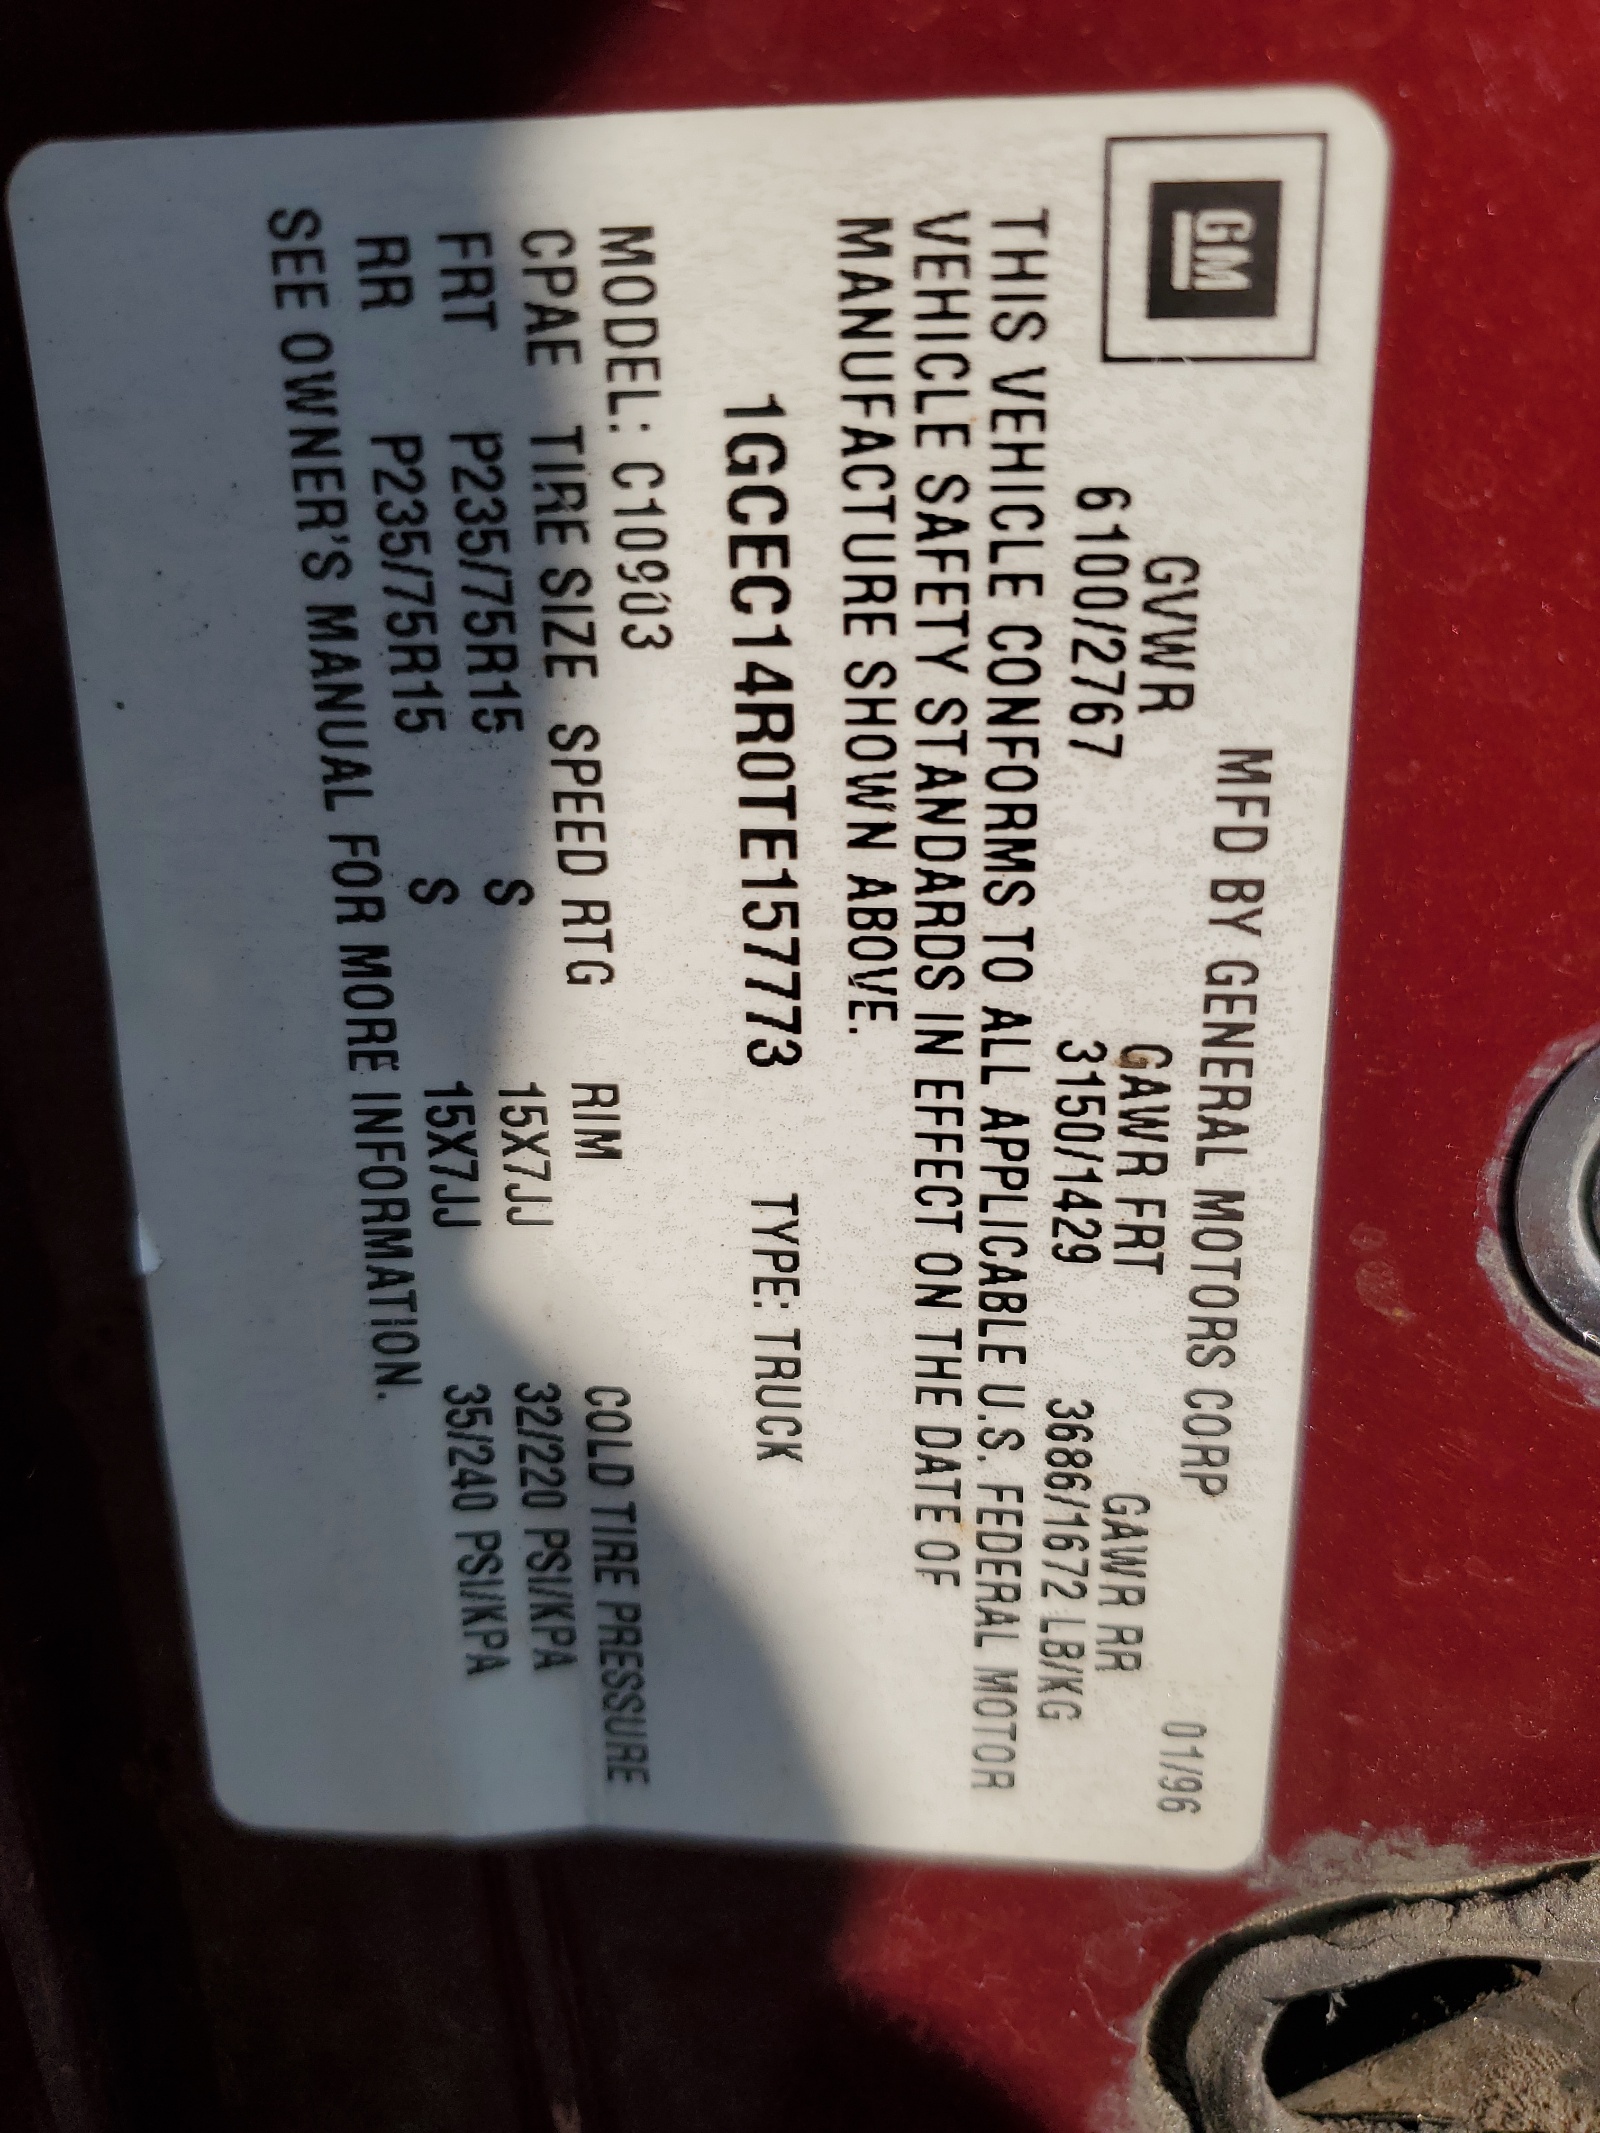 GM
MFD BY GENERAL MOTORS CORP 01/96
GVWR GAWR FRT GAWR RR
6100/2767 3150/1429 3686/1672 LB/KG
THIS VEHICLE CONFORMS TO ALL APPLICABLE U.S. FEDERAL MOTOR
VEHICLE SAFETY STANDARDS IN EFFECT ON THE DATE OF
MANUFACTURE SHOWN ABOVE.
1GCEC14R0TE157773 TYPE: TRUCK
MODEL: C10903
CPAE TIRE SIZE SPEED RTG RIM COLD TIRE PRESSURE
FRT P235/75R15 S 15X7JJ 32/220 PSI/KPA
RR P235/75R15 S 15X7JJ 35/240 PSI/KPA
SEE OWNER'S MANUAL FOR MORE INFORMATION.